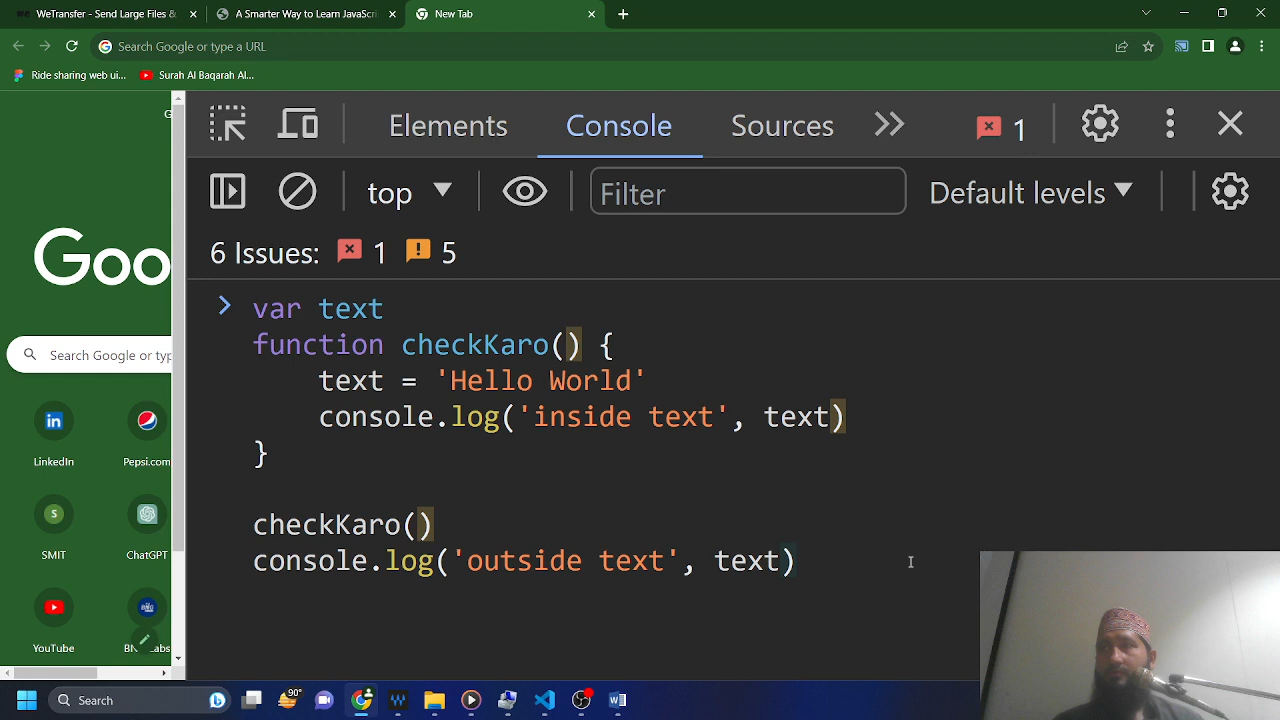 WeTransfer - Send Large Files &
A Smarter Way to Learn JavaScri
New Tab
Search Google or type a URL
Ride sharing web ui...
Surah Al Baqarah Al...
G
Elements
Console
Sources
1
top
Filter
Default levels
6 Issues:
1
5
Goo
Search Google or typ
var text
function checkKaro() {
text = 'Hello World'
console.log('inside text', text)
}
checkKaro()
console.log('outside text', text)
in
LinkedIn
Pepsi.com
S
SMIT
ChatGPT
YouTube
Search
90°